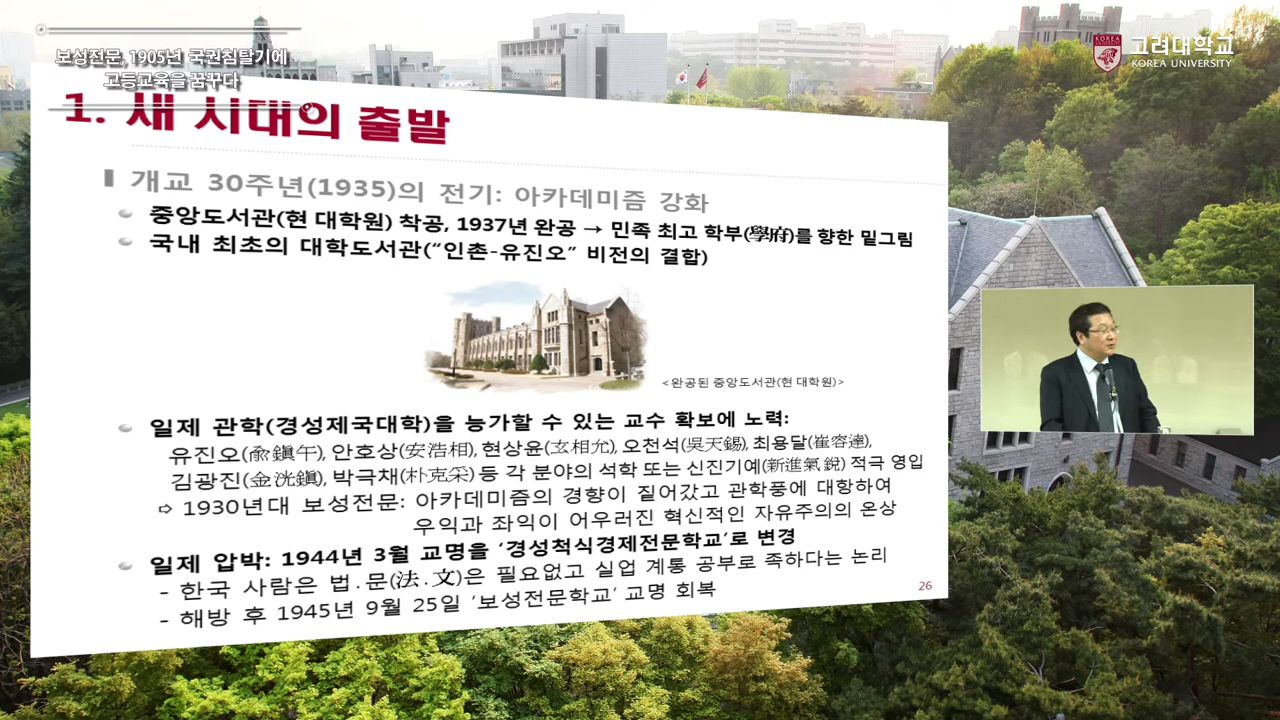 보성전문, 1905년 국권침탈기에
고등교육을 꿈꾸다
KOREA
고려대학교
KOREA UNIVERSITY
1. 새 시대의 출발
개교 30주년(1935)의 전기: 아카데미즘 강화
중앙도서관(현 대학원) 착공, 1937년 완공 → 민족 최고 학부(學府)를 향한 밑그림
국내 최초의 대학도서관("인촌-유진오" 비전의 결합)
<완공된 중앙도서관(현 대학원)>
일제 관학(경성제국대학)을 능가할 수 있는 교수 확보에 노력:
유진오(兪鎭午), 안호상(安浩相), 현상윤(玄相允), 오천석(吳天錫), 최용달(崔容達),
김광진(金洸鎭), 박극채(朴克采) 등 각 분야의 석학 또는 신진기예(新進氣銳) 적극 영입
⇨ 1930년대 보성전문: 아카데미즘의 경향이 짙어갔고 관학풍에 대항하여
우익과 좌익이 어우러진 혁신적인 자유주의의 온상
일제 압박: 1944년 3월 교명을 '경성척식경제전문학교'로 변경
- 한국 사람은 법.문(法.文)은 필요없고 실업 계통 공부로 족하다는 논리
- 해방 후 1945년 9월 25일 '보성전문학교' 교명 회복
26